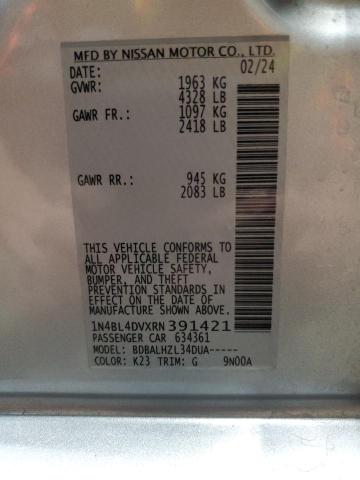 MFD BY NISSAN MOTOR CO., LTD.
DATE: 02/24
GVWR: 1963 KG
4328 LB
GAWR FR.: 1097 KG
2418 LB
GAWR RR.: 945 KG
2083 LB
THIS VEHICLE CONFORMS TO
ALL APPLICABLE FEDERAL
MOTOR VEHICLE SAFETY,
BUMPER, AND THEFT
PREVENTION STANDARDS IN
EFFECT ON THE DATE OF
MANUFACTURE SHOWN ABOVE.
1N4BL4DVXRN391421
PASSENGER CAR 634361
MODEL: BDBALHZL34DUA-----
COLOR: K23 TRIM: G 9N00A